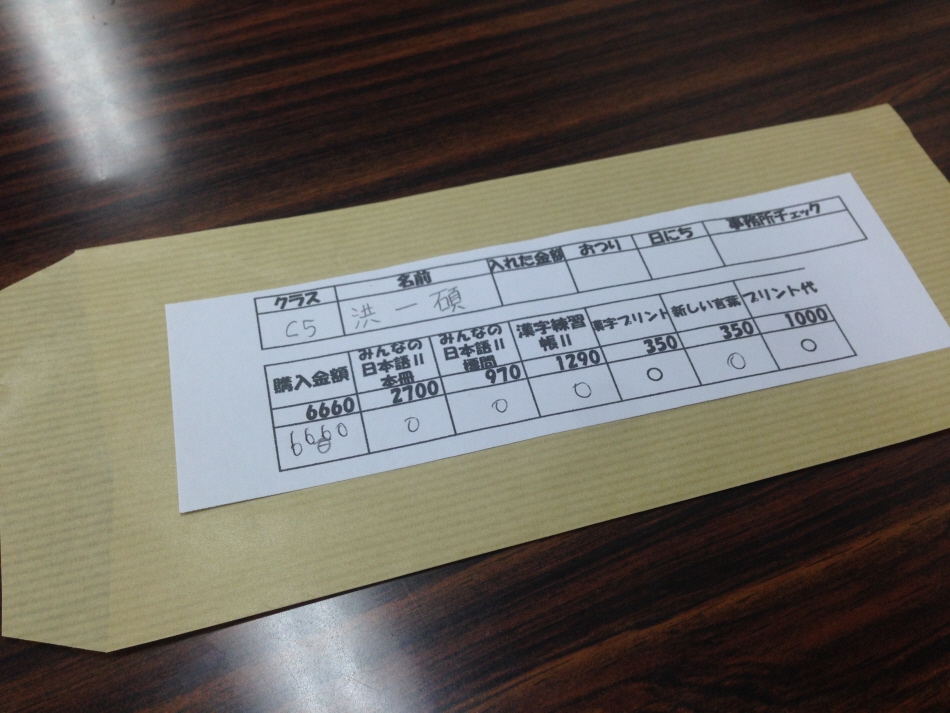 クラス 名前 入れた金額 おつり 日にち 事務所チェック
C5 洪一碩
購入金額 みんなの日本語Ⅱ本冊 みんなの日本語Ⅱ標問 漢字練習帳Ⅱ 漢字プリント 新しい言葉 プリント代
6660 2700 970 1290 350 350 1000
6660 ○ ○ ○ ○ ○ ○